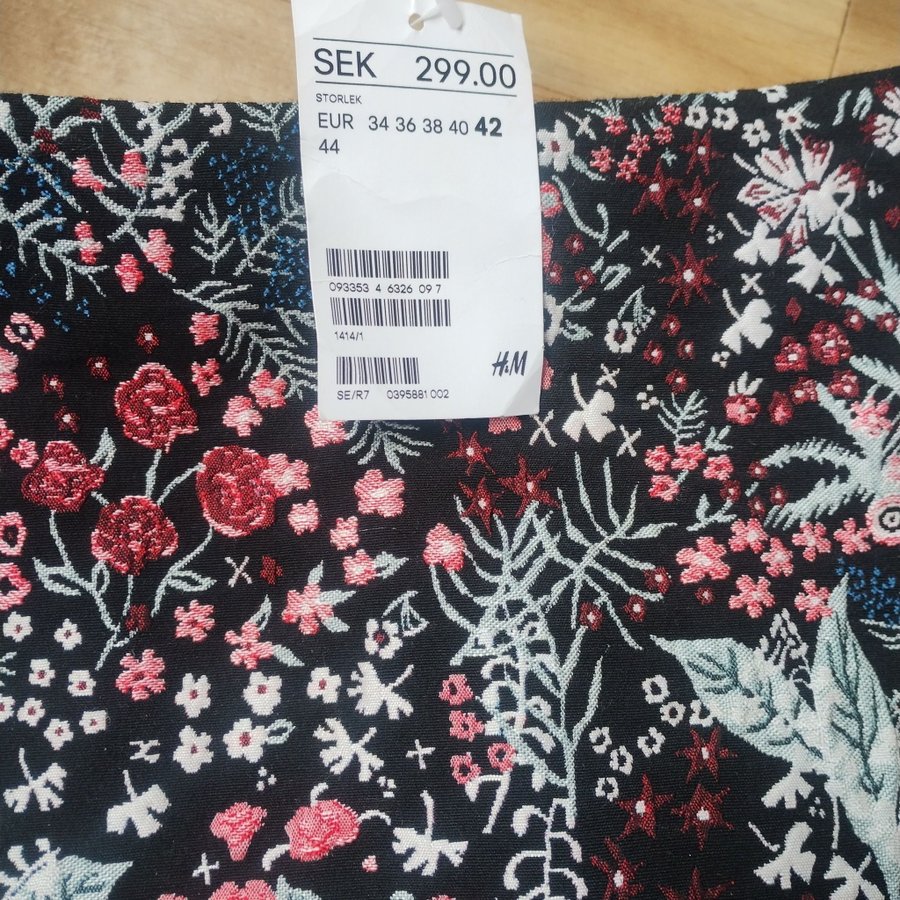 SEK 299.00
STORLEK
EUR 34 36 38 40 42
44
093353 4 6326 09 7
1414/1
H&M
SE/R7 0395881 002